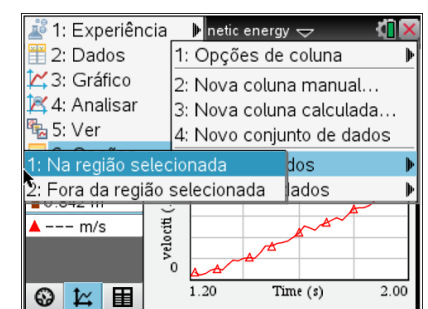 1: Experiência
netic energy
2: Dados
1: Opções de coluna
3: Gráfico
2: Nova coluna manual...
4: Analisar
3: Nova coluna calculada...
5: Ver
4: Novo conjunto de dados
1: Na região selecionada
dos
2: Fora da região selecionada
dados
m/s
velociti (
0
1.20
Time (s)
2.00